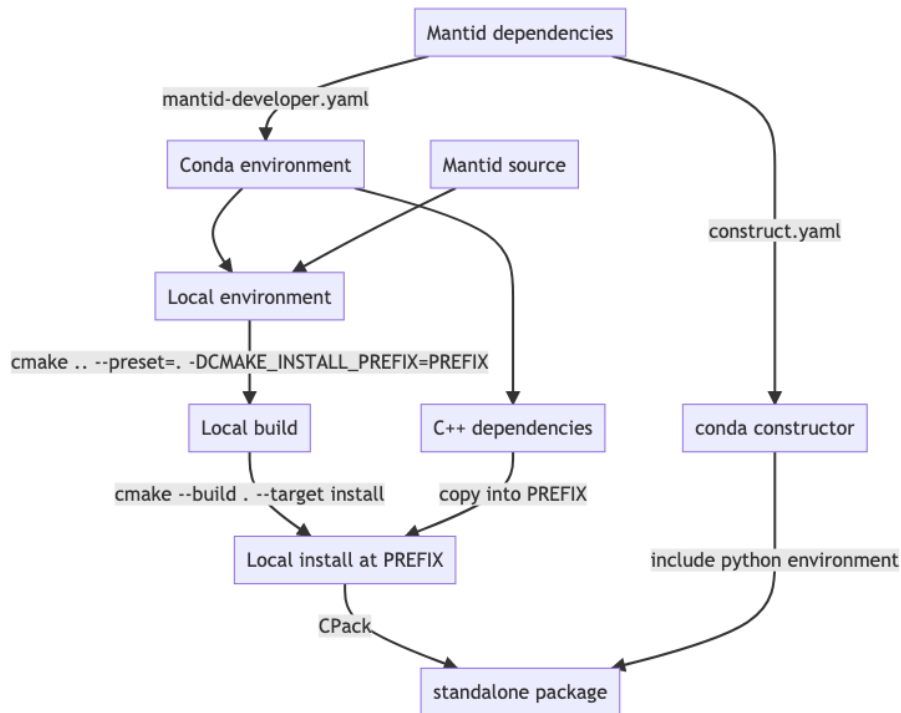 Mantid dependencies
mantid-developer.yaml
Conda environment
Mantid source
construct.yaml
Local environment
cmake .. --preset=. -DCMAKE_INSTALL_PREFIX=PREFIX
Local build
C++ dependencies
conda constructor
cmake --build . --target install
copy into PREFIX
Local install at PREFIX
include python environment
CPack
standalone package